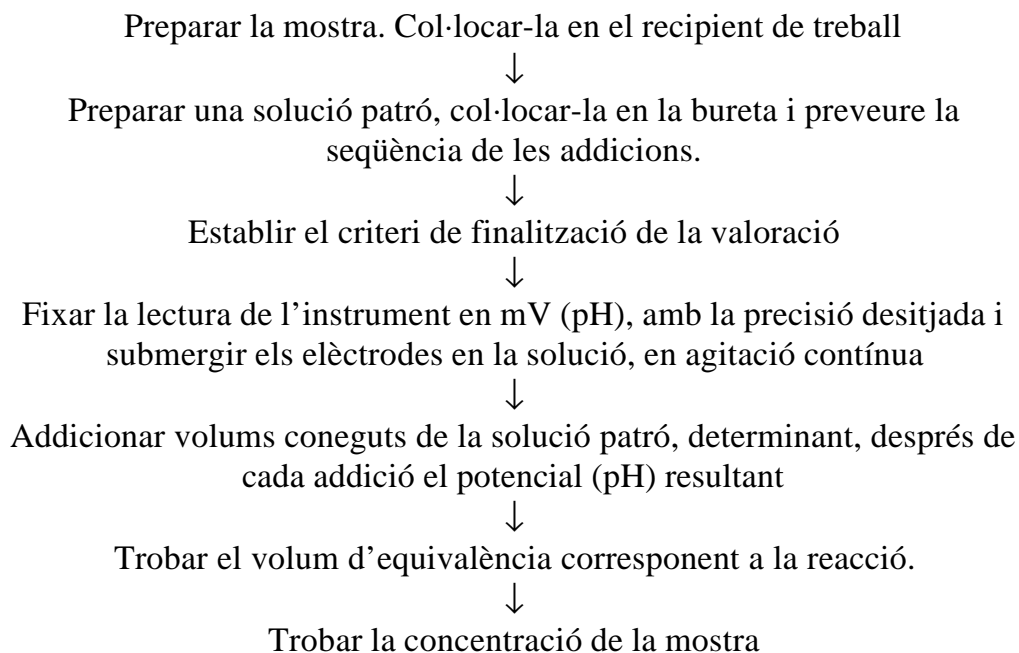 Preparar la mostra. Col·locar-la en el recipient de treball
↓
Preparar una solució patró, col·locar-la en la bureta i preveure la
seqüència de les addicions.
↓
Establir el criteri de finalització de la valoració
↓
Fixar la lectura de l’instrument en mV (pH), amb la precisió desitjada i
submergir els elèctrodes en la solució, en agitació contínua
↓
Addicionar volums coneguts de la solució patró, determinant, després de
cada addició el potencial (pH) resultant
↓
Trobar el volum d’equivalència corresponent a la reacció.
↓
Trobar la concentració de la mostra